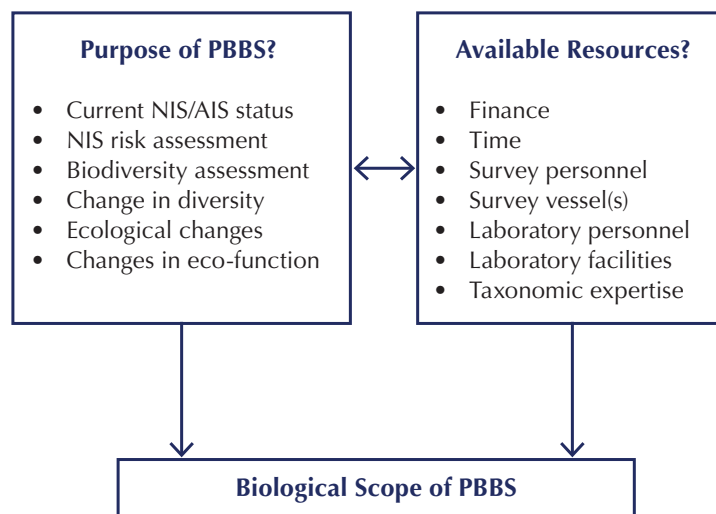 Purpose of PBBS?
• Current NIS/AIS status
• NIS risk assessment
• Biodiversity assessment
• Change in diversity
• Ecological changes
• Changes in eco-function
Available Resources?
• Finance
• Time
• Survey personnel
• Survey vessel(s)
• Laboratory personnel
• Laboratory facilities
• Taxonomic expertise
Biological Scope of PBBS